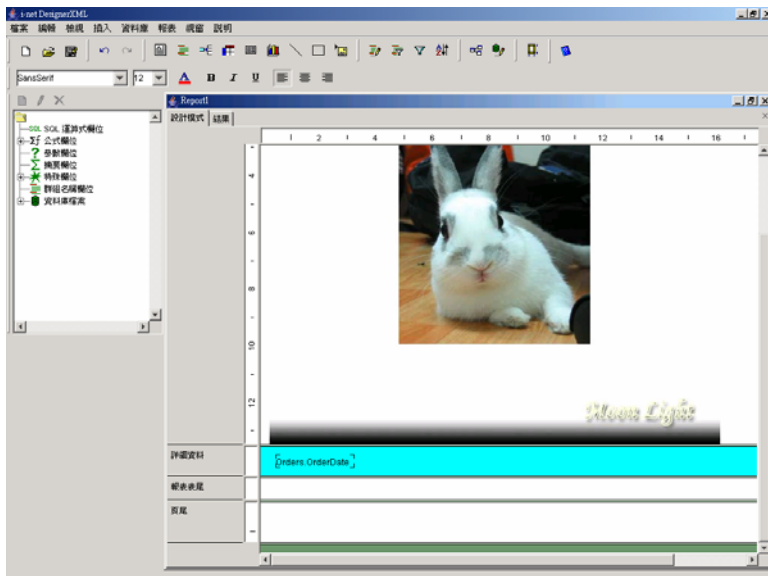 i-net DesignerXML
檔案 編輯 檢視 插入 資料庫 報表 視窗 說明
SansSerif 12 A B I U
Report1
設計模式 結果
2 4 6 8 10 12 14 16
SQL SQL 運算式欄位
Σf 公式欄位
? 參數欄位
Σ 摘要欄位
特殊欄位
群組名稱欄位
資料庫檔案
4
6
8
10
12
Moon Light
詳細資料
Orders.OrderDate
報表表尾
頁尾
1